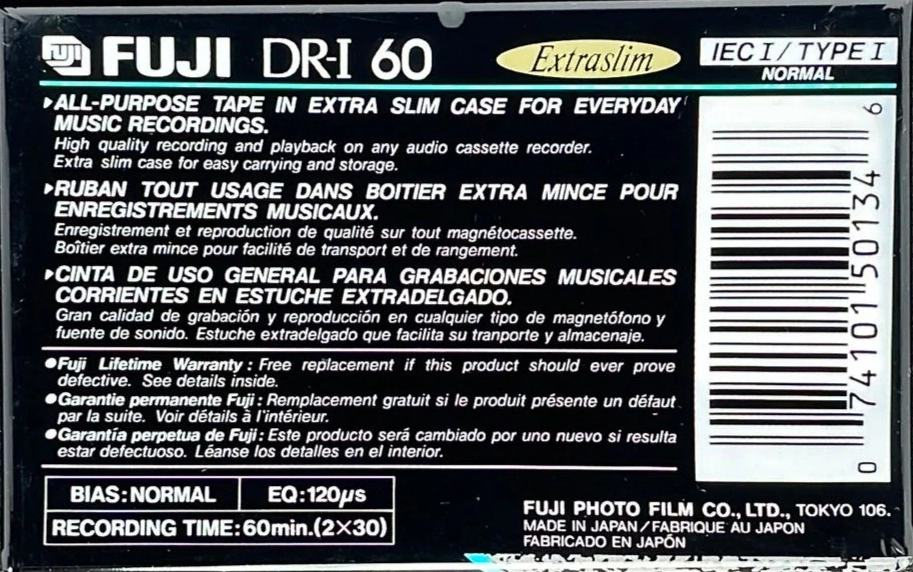 FUJI FUJI DR-I 60 Extraslim IEC I/TYPE I
NORMAL
▸ALL-PURPOSE TAPE IN EXTRA SLIM CASE FOR EVERYDAY
MUSIC RECORDINGS.
High quality recording and playback on any audio cassette recorder.
Extra slim case for easy carrying and storage.
▸RUBAN TOUT USAGE DANS BOITIER EXTRA MINCE POUR
ENREGISTREMENTS MUSICAUX.
Enregistrement et reproduction de qualité sur tout magnétocassette.
Boîtier extra mince pour facilité de transport et de rangement.
▸CINTA DE USO GENERAL PARA GRABACIONES MUSICALES
CORRIENTES EN ESTUCHE EXTRADELGADO.
Gran calidad de grabación y reproducción en cualquier tipo de magnetófono y
fuente de sonido. Estuche extradelgado que facilita su tranporte y almacenaje.
●Fuji Lifetime Warranty : Free replacement if this product should ever prove
defective. See details inside.
●Garantie permanente Fuji : Remplacement gratuit si le produit présente un défaut
par la suite. Voir détails à l'intérieur.
●Garantía perpetua de Fuji : Este producto será cambiado por uno nuevo si resulta
estar defectuoso. Léanse los detalles en el interior.
BIAS:NORMAL EQ:120µs
RECORDING TIME:60min.(2×30)
FUJI PHOTO FILM CO., LTD., TOKYO 106.
MADE IN JAPAN/FABRIQUE AU JAPON
FABRICADO EN JAPÓN
0 74101 50134 6